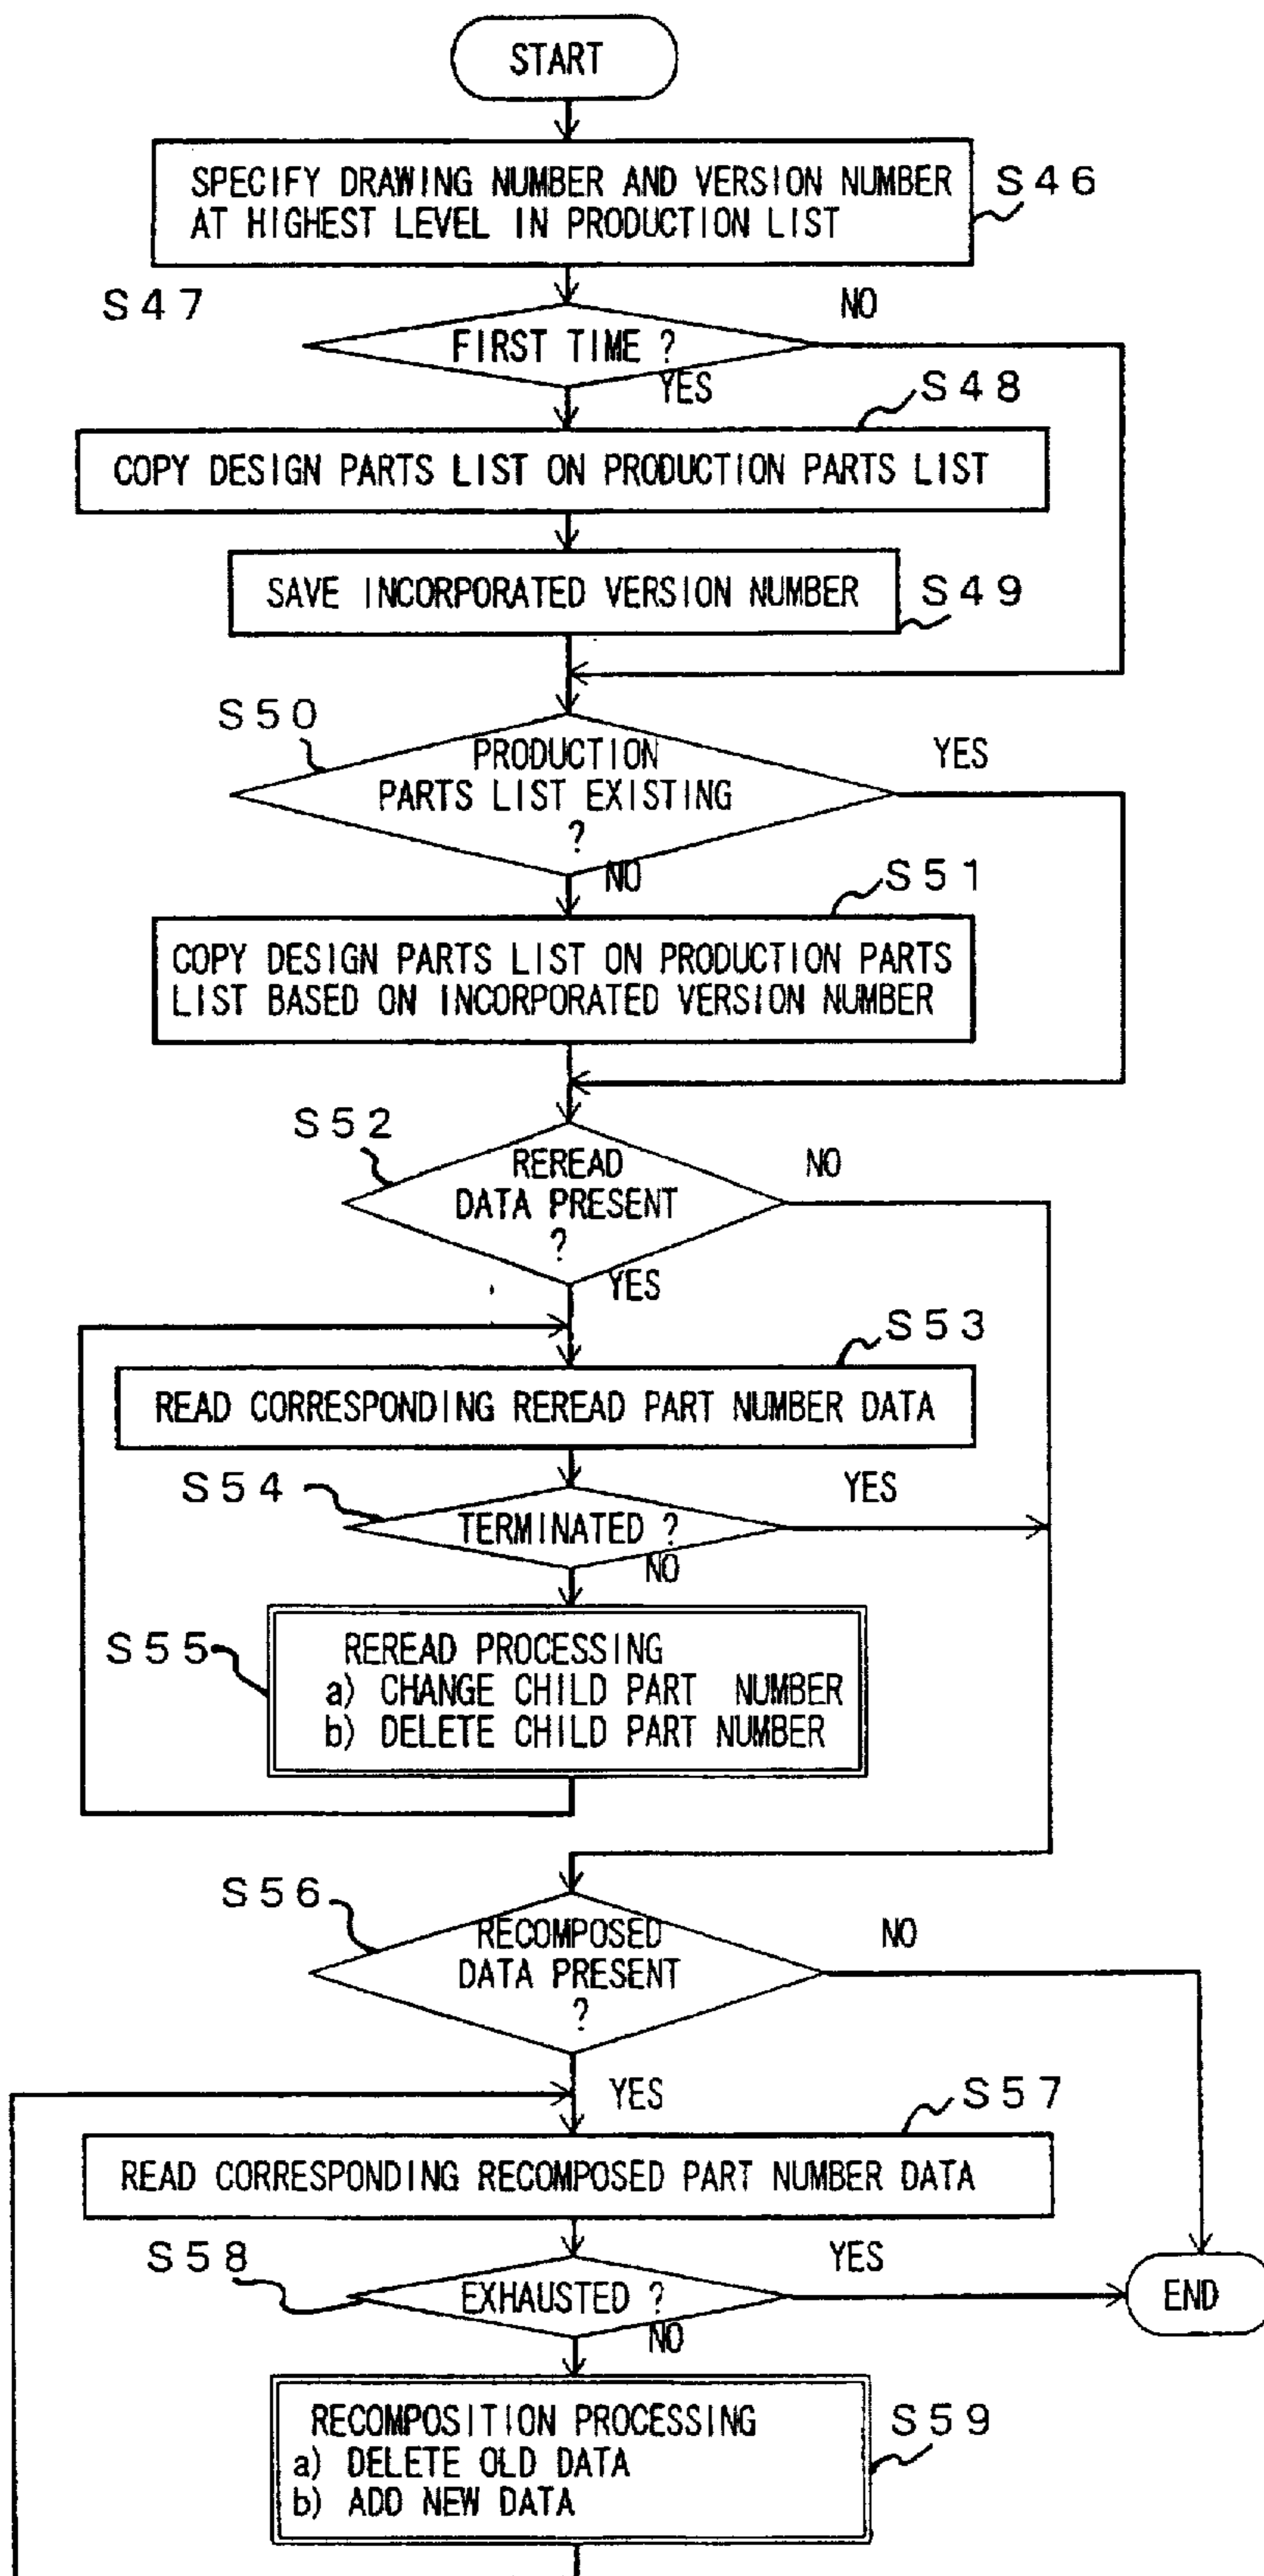 START
SPECIFY DRAWING NUMBER AND VERSION NUMBER
AT HIGHEST LEVEL IN PRODUCTION LIST
S46
S47
NO
FIRST TIME ?
YES
S48
COPY DESIGN PARTS LIST ON PRODUCTION PARTS LIST
SAVE INCORPORATED VERSION NUMBER
S49
S50
PRODUCTION
PARTS LIST EXISTING
?
YES
NO
S51
COPY DESIGN PARTS LIST ON PRODUCTION PARTS
LIST BASED ON INCORPORATED VERSION NUMBER
S52
REREAD
DATA PRESENT
?
NO
YES
S53
READ CORRESPONDING REREAD PART NUMBER DATA
S54
YES
TERMINATED ?
NO
S55
REREAD PROCESSING
a) CHANGE CHILD PART NUMBER
b) DELETE CHILD PART NUMBER
S56
RECOMPOSED
DATA PRESENT
?
NO
YES
S57
READ CORRESPONDING RECOMPOSED PART NUMBER DATA
S58
YES
EXHAUSTED ?
NO
END
RECOMPOSITION PROCESSING
a) DELETE OLD DATA
b) ADD NEW DATA
S59